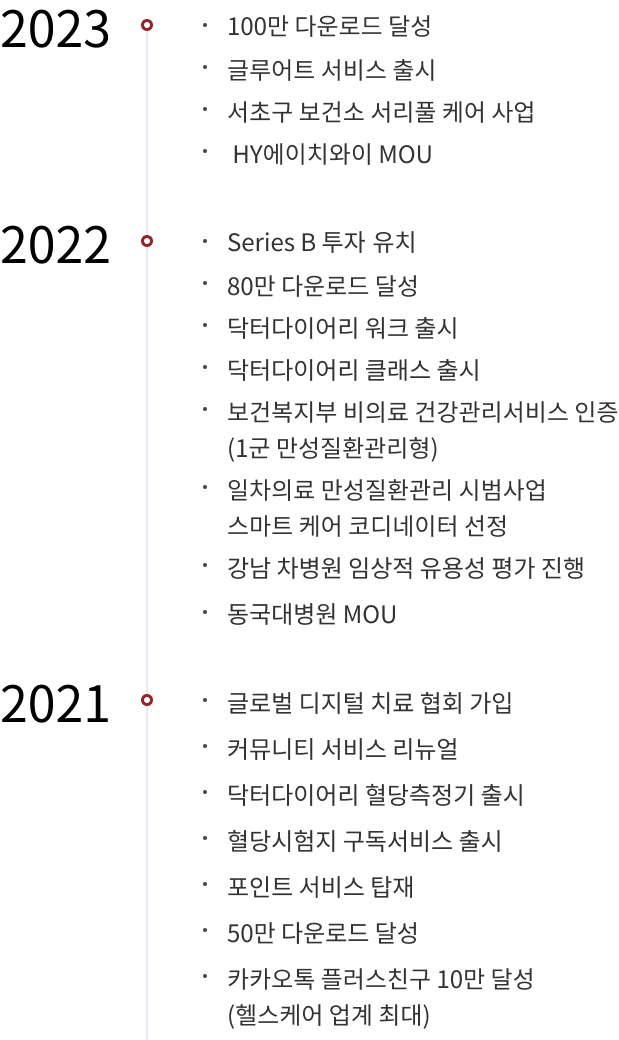 2023
· 100만 다운로드 달성
· 글루어트 서비스 출시
· 서초구 보건소 서리풀 케어 사업
· HY에이치와이 MOU
2022
· Series B 투자 유치
· 80만 다운로드 달성
· 닥터다이어리 워크 출시
· 닥터다이어리 클래스 출시
· 보건복지부 비의료 건강관리서비스 인증
(1군 만성질환관리형)
· 일차의료 만성질환관리 시범사업
스마트 케어 코디네이터 선정
· 강남 차병원 임상적 유용성 평가 진행
· 동국대병원 MOU
2021
· 글로벌 디지털 치료 협회 가입
· 커뮤니티 서비스 리뉴얼
· 닥터다이어리 혈당측정기 출시
· 혈당시험지 구독서비스 출시
· 포인트 서비스 탑재
· 50만 다운로드 달성
· 카카오톡 플러스친구 10만 달성
(헬스케어 업계 최대)